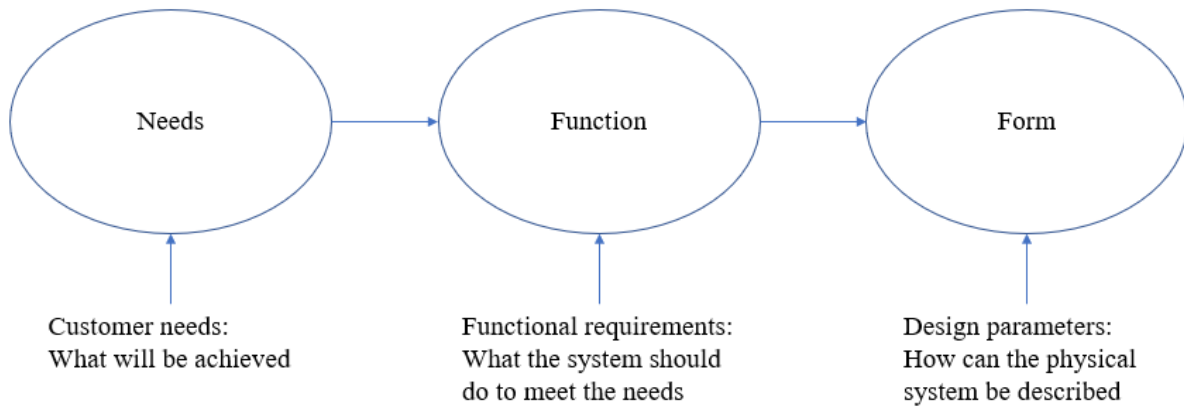 Needs
Function
Form
Customer needs:
What will be achieved
Functional requirements:
What the system should
do to meet the needs
Design parameters:
How can the physical
system be described